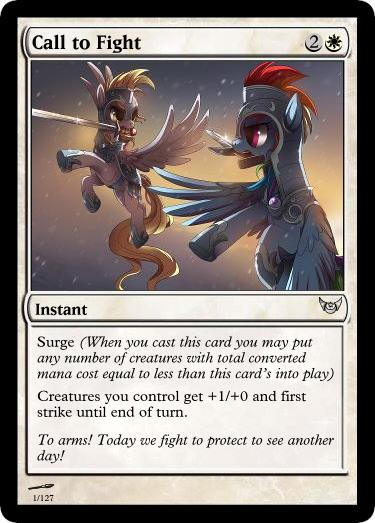 Call to Fight 2
Instant
Surge (When you cast this card you may put
any number of creatures with total converted
mana cost equal to less than this card's into play)
Creatures you control get +1/+0 and first
strike until end of turn.
To arms! Today we fight to protect to see another
day!
1/127